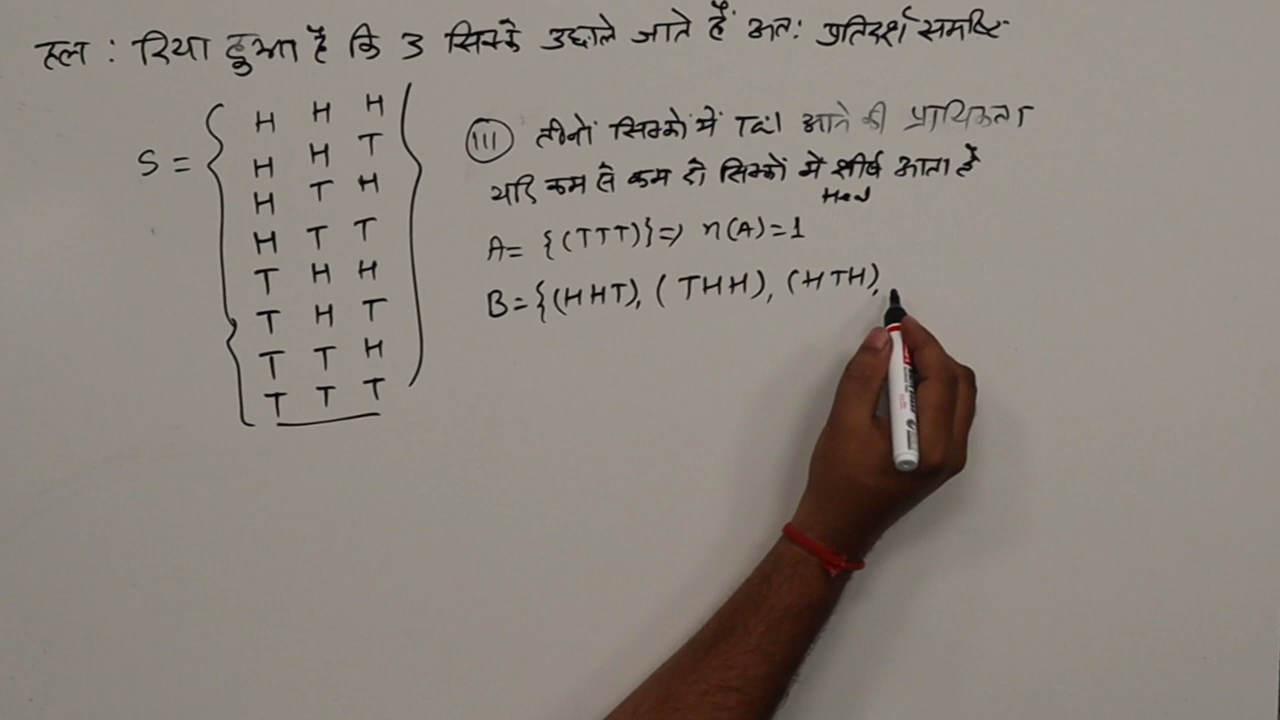 हल : दिया हुआ है कि 3 सिक्के उछाले जाते हैं अतः प्रतिदर्श समष्टि
S = { H H H
H H T
H T H
H T T
T H H
T H T
T T H
T T T }
(III) तीनों सिक्कों में Tail आने की प्रायिकता
यदि कम से कम दो सिक्कों में शीर्ष आता है
Head
A = {(TTT)} => n(A) = 1
B = {(HHT), (THH), (HTH),